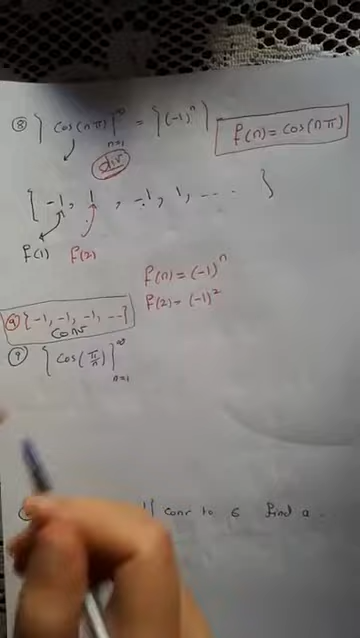 ⑧ {cos(nπ)}^∞_{n=1} = {(-1)^n}
f(n) = cos(nπ)
div
{ -1, 1, -1, 1, .... }
f(1) f(2)
f(n) = (-1)^n
f(2) = (-1)^2
④ {-1, -1, -1, ...}
Conv
⑨ {cos(π/n)}^∞_{n=1}
conv to 6 find a.